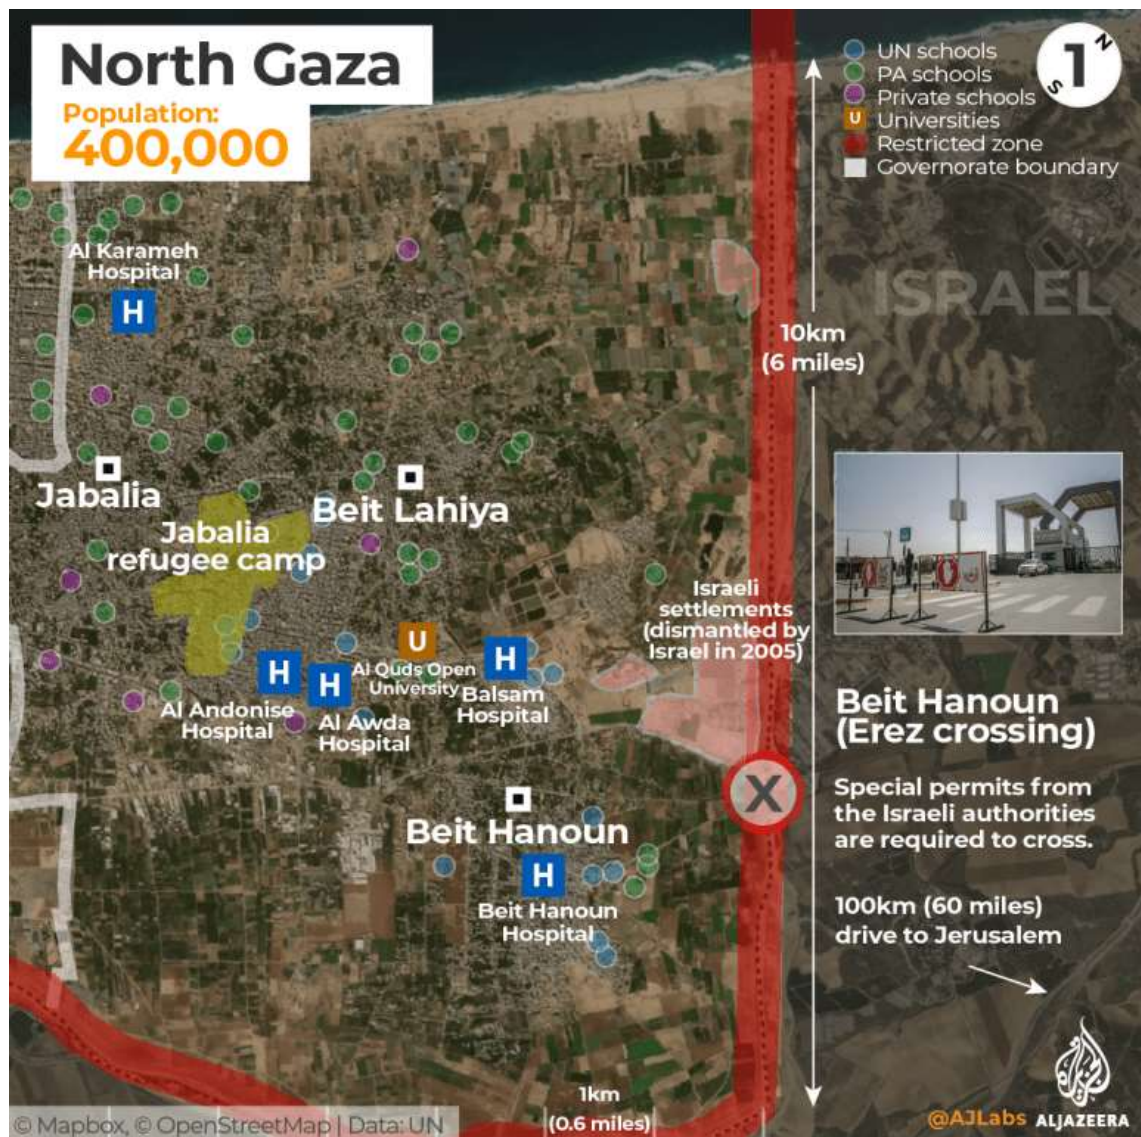 North Gaza
Population:
400,000
UN schools
PA schools
Private schools
U
Universities
Restricted zone
Governorate boundary
N
1
S
Al Karameh
Hospital
H
ISRAEL
10km
(6 miles)
Jabalia
Beit Lahiya
Jabalia
refugee camp
Israeli
settlements
(dismantled by
Israel in 2005)
U
Al Quds Open
University
H
Balsam
Hospital
H
Al Andonise
Hospital
H
Al Awda
Hospital
X
Beit Hanoun
(Erez crossing)
Special permits from
the Israeli authorities
are required to cross.
100km (60 miles)
drive to Jerusalem
Beit Hanoun
H
Beit Hanoun
Hospital
1km
(0.6 miles)
© Mapbox, © OpenStreetMap | Data: UN
@AJLabs
ALJAZEERA